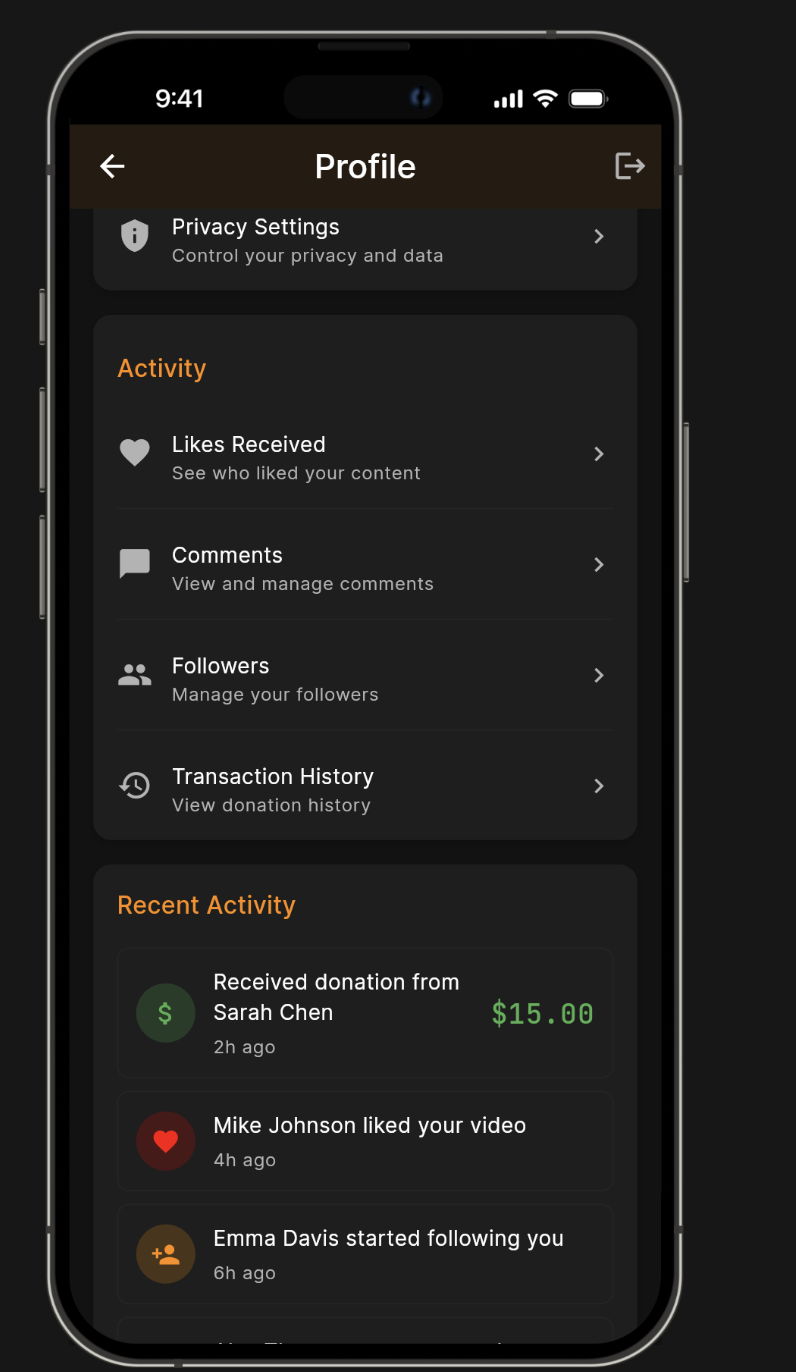 9:41
Profile
Privacy Settings
Control your privacy and data
Activity
Likes Received
See who liked your content
Comments
View and manage comments
Followers
Manage your followers
Transaction History
View donation history
Recent Activity
Received donation from
Sarah Chen
$15.00
2h ago
Mike Johnson liked your video
4h ago
Emma Davis started following you
6h ago